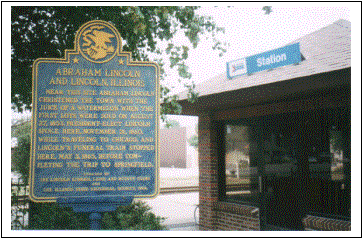 ABRAHAM LINCOLN
AND LINCOLN, ILLINOIS
NEAR THIS SITE ABRAHAM LINCOLN
CHRISTENED THE TOWN WITH THE
JUICE OF A WATERMELON WHEN THE
FIRST LOTS WERE SOLD ON AUGUST
27, 1853. PRESIDENT-ELECT LINCOLN
SPOKE HERE, NOVEMBER 21, 1860,
WHILE TRAVELING TO CHICAGO, AND
LINCOLN'S FUNERAL TRAIN STOPPED
HERE, MAY 3, 1865, BEFORE COM-
PLETING THE TRIP TO SPRINGFIELD.
AND
Station